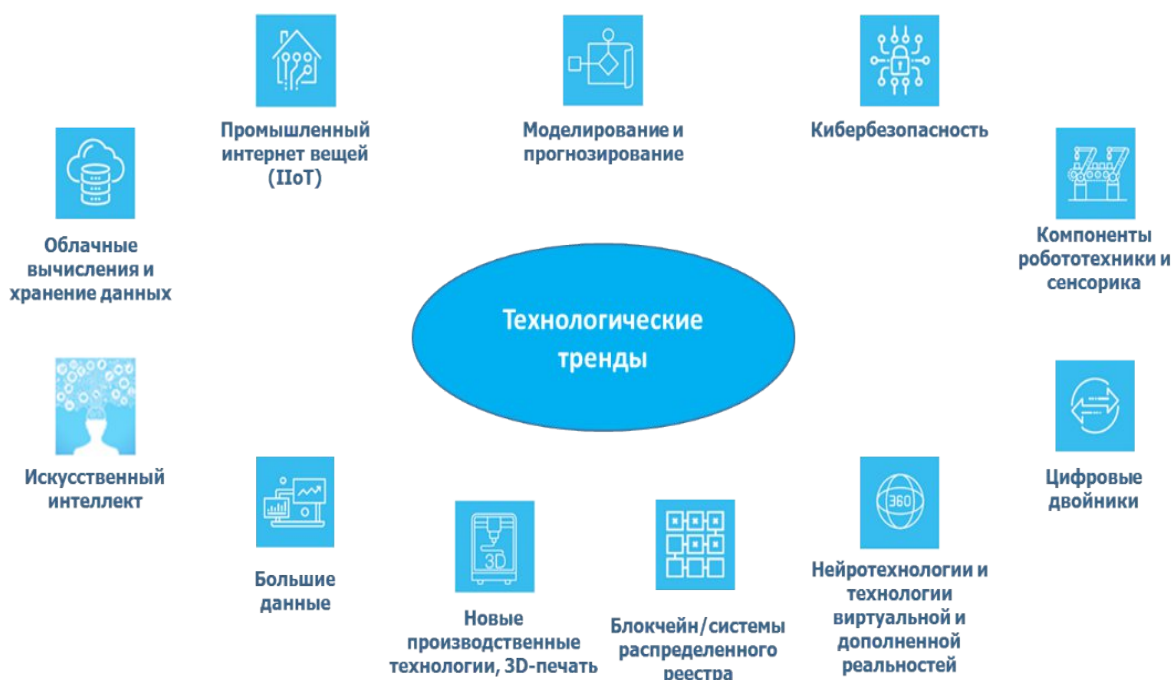 Промышленный
интернет вещей
(IIoT)
Моделирование и
прогнозирование
Кибербезопасность
Облачные
вычисления и
хранение данных
Компоненты
робототехники и
сенсорика
Технологические
тренды
Искусственный
интеллект
Цифровые
двойники
Большие
данные
3D
Новые
производственные
технологии, 3D-печать
Блокчейн/системы
распределенного
реестра
360
Нейротехнологии и
технологии
виртуальной и
дополненной
реальностей